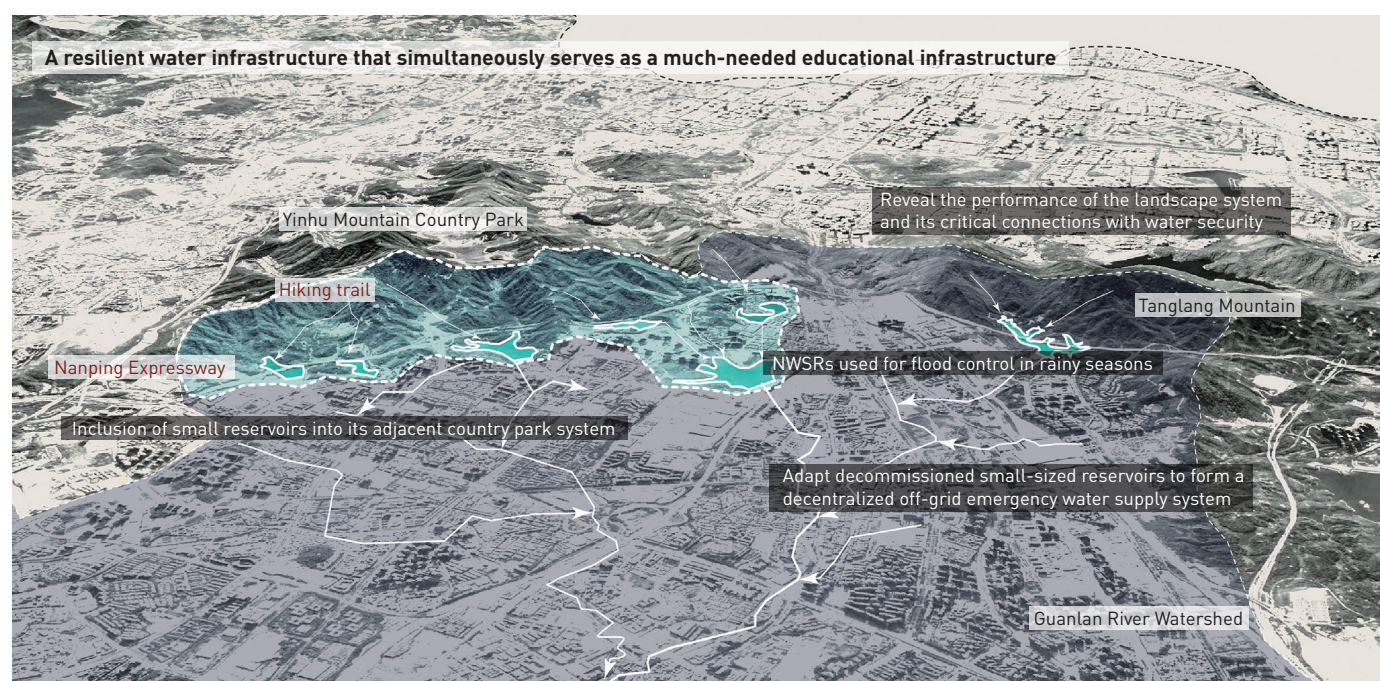 A resilient water infrastructure that simultaneously serves as a much-needed educational infrastructure
Reveal the performance of the landscape system
and its critical connections with water security
Yinhu Mountain Country Park
Hiking trail
Tanglang Mountain
Nanping Expressway
NWSRs used for flood control in rainy seasons
Inclusion of small reservoirs into its adjacent country park system
Adapt decommissioned small-sized reservoirs to form a
decentralized off-grid emergency water supply system
Guanlan River Watershed